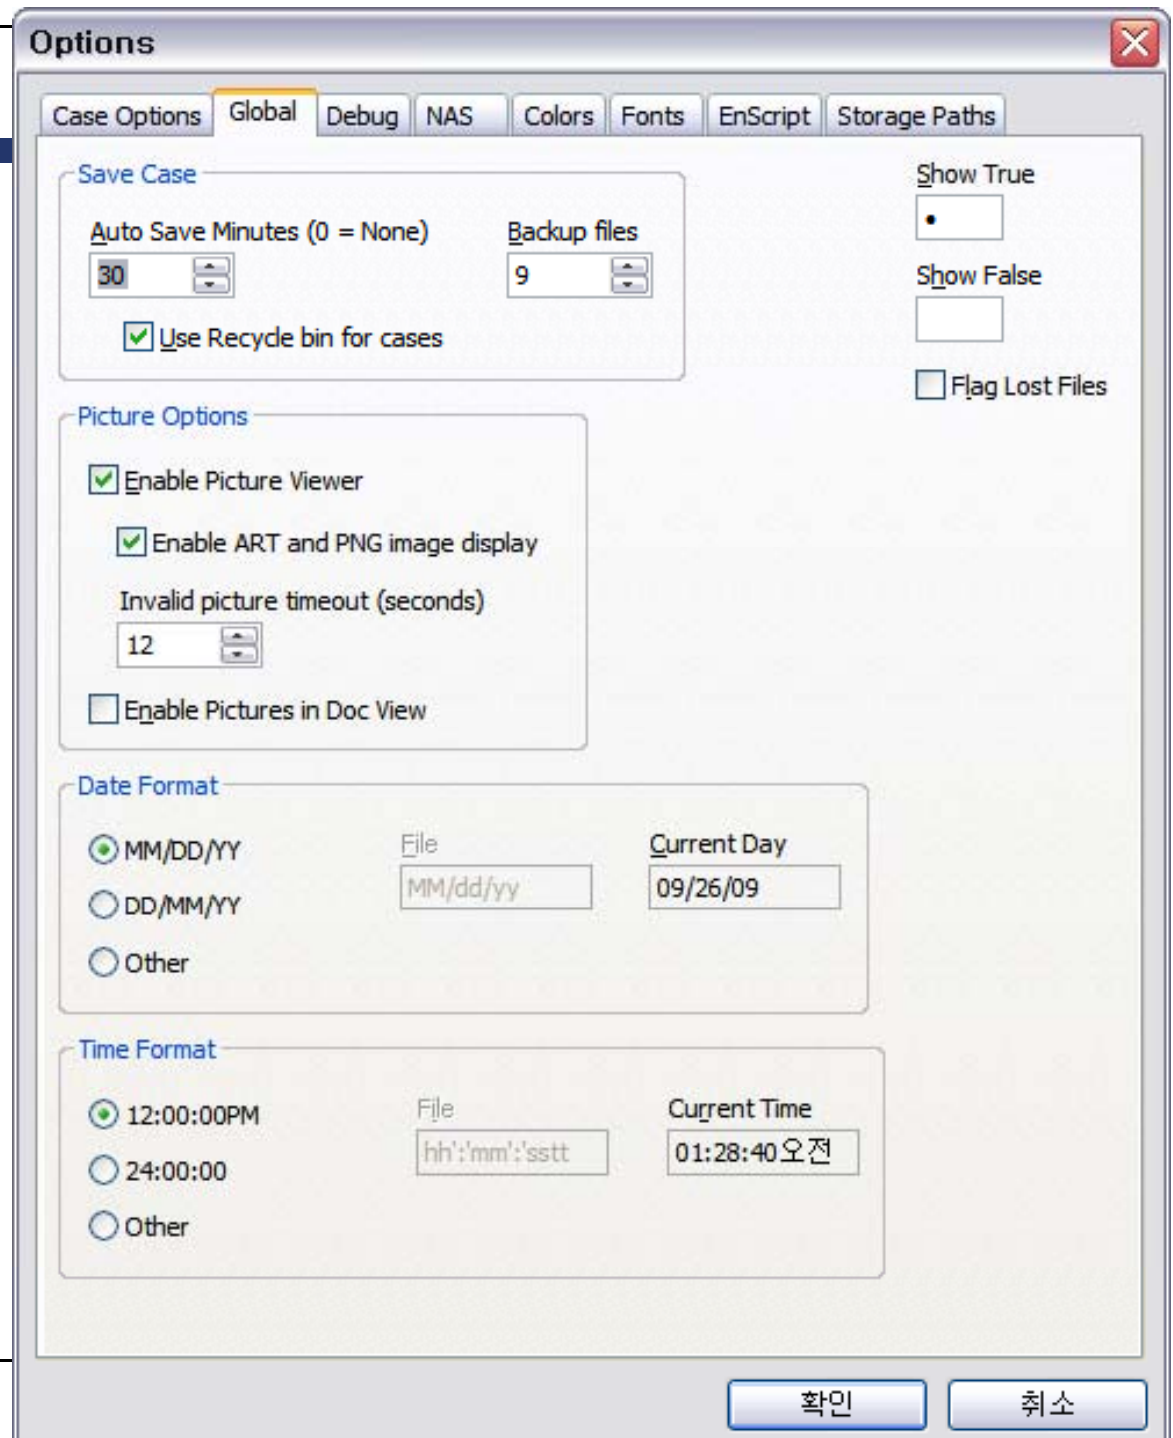 Options
Case Options Global Debug NAS Colors Fonts EnScript Storage Paths
Save Case
Auto Save Minutes (0 = None) Backup files
30 9
Use Recycle bin for cases
Show True
•
Show False
Flag Lost Files
Picture Options
Enable Picture Viewer
Enable ART and PNG image display
Invalid picture timeout (seconds)
12
Enable Pictures in Doc View
Date Format
MM/DD/YY File Current Day
MM/dd/yy 09/26/09
DD/MM/YY
Other
Time Format
12:00:00PM File Current Time
hh':'mm':'sstt 01:28:40오전
24:00:00
Other
확인 취소